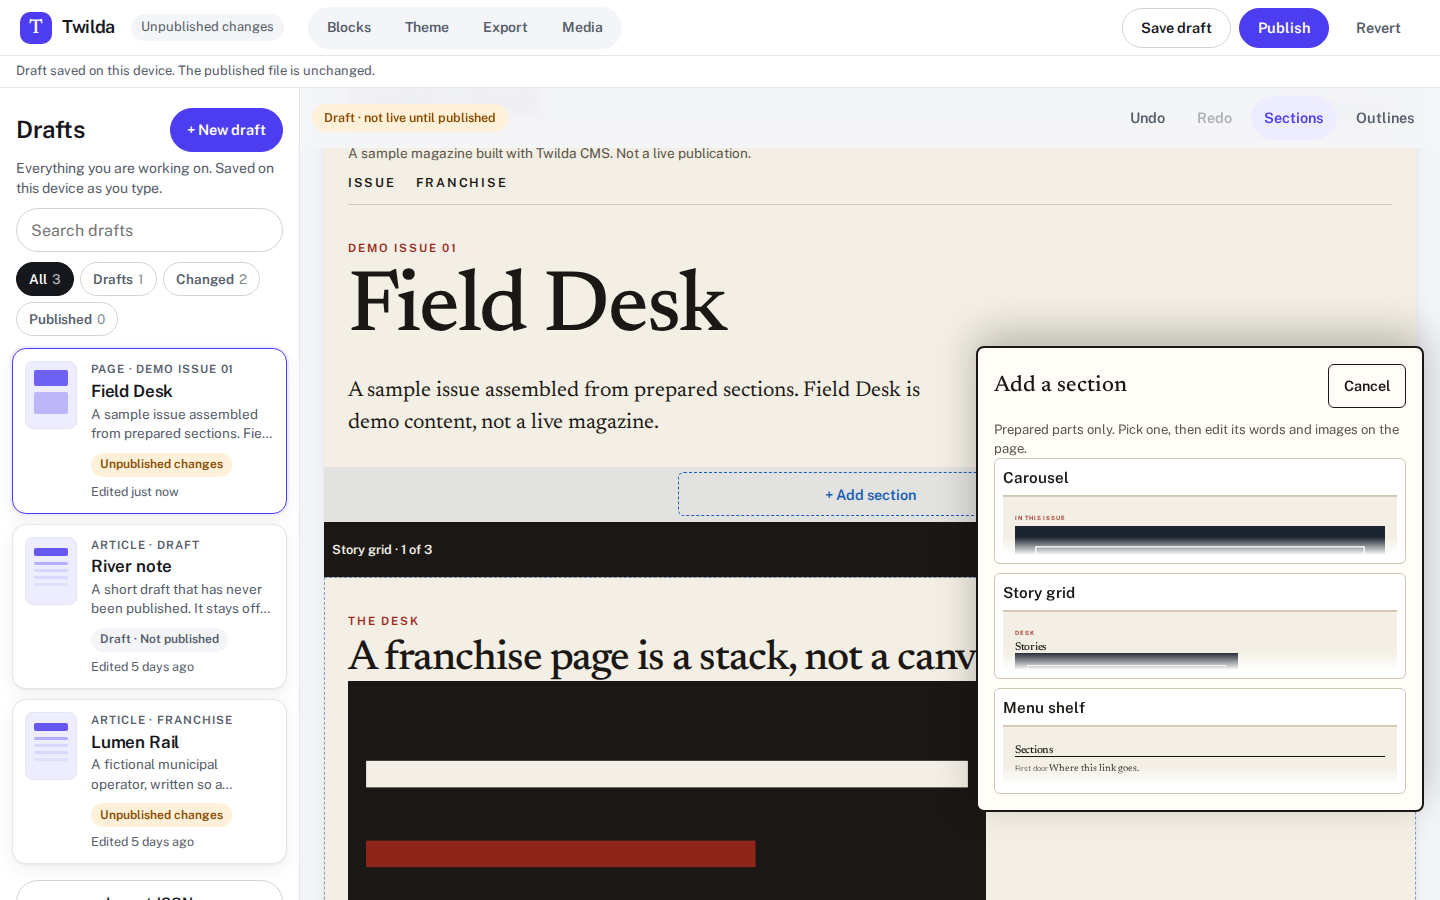 T Twilda Unpublished changes Blocks Theme Export Media Save draft Publish Revert
Draft saved on this device. The published file is unchanged.
Drafts + New draft
Everything you are working on. Saved on
this device as you type.
Search drafts
All 3 Drafts 1 Changed 2
Published 0
PAGE · DEMO ISSUE 01
Field Desk
A sample issue assembled
from prepared sections. Fie...
Unpublished changes
Edited just now
ARTICLE · DRAFT
River note
A short draft that has never
been published. It stays off...
Draft · Not published
Edited 5 days ago
ARTICLE · FRANCHISE
Lumen Rail
A fictional municipal
operator, written so a...
Unpublished changes
Edited 5 days ago
Draft · not live until published Undo Redo Sections Outlines
A sample magazine built with Twilda CMS. Not a live publication.
ISSUE FRANCHISE
DEMO ISSUE 01
Field Desk
A sample issue assembled from prepared sections. Field Desk is
demo content, not a live magazine.
+ Add section
Story grid · 1 of 3
THE DESK
A franchise page is a stack, not a canv
Add a section Cancel
Prepared parts only. Pick one, then edit its words and images on the
page.
Carousel
IN THIS ISSUE
Story grid
DESK
Stories
Menu shelf
Sections
First door Where this link goes.